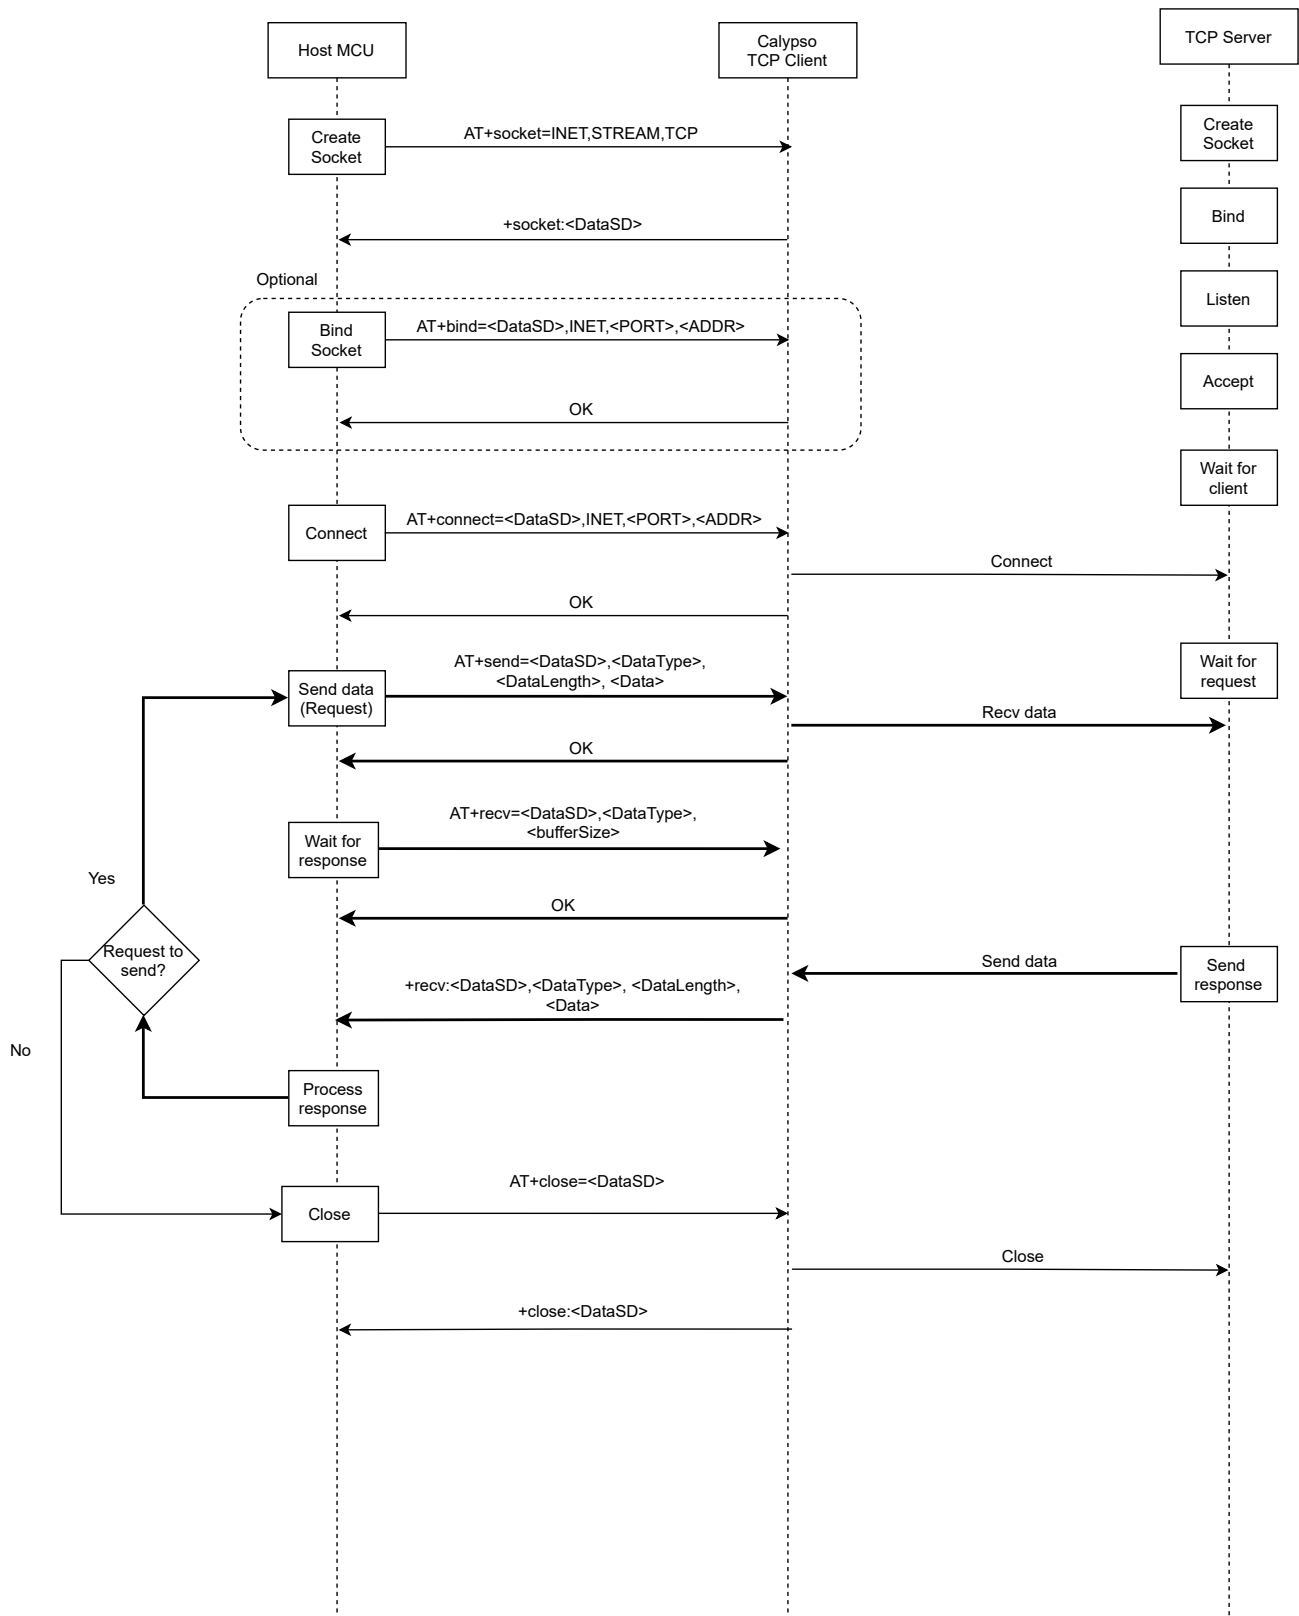 Host MCU
Calypso
TCP Client
TCP Server
Create
Socket
AT+socket=INET,STREAM,TCP
Create
Socket
+socket:<DataSD>
Bind
Optional
Listen
Bind
Socket
AT+bind=<DataSD>,INET,<PORT>,<ADDR>
OK
Accept
Wait for
client
Connect
AT+connect=<DataSD>,INET,<PORT>,<ADDR>
Connect
OK
Send data
(Request)
AT+send=<DataSD>,<DataType>,
<DataLength>, <Data>
Wait for
request
Recv data
OK
Wait for
response
AT+recv=<DataSD>,<DataType>,
<bufferSize>
Yes
OK
Request to
send?
Send data
Send
response
+recv:<DataSD>,<DataType>, <DataLength>,
<Data>
No
Process
response
AT+close=<DataSD>
Close
Close
+close:<DataSD>